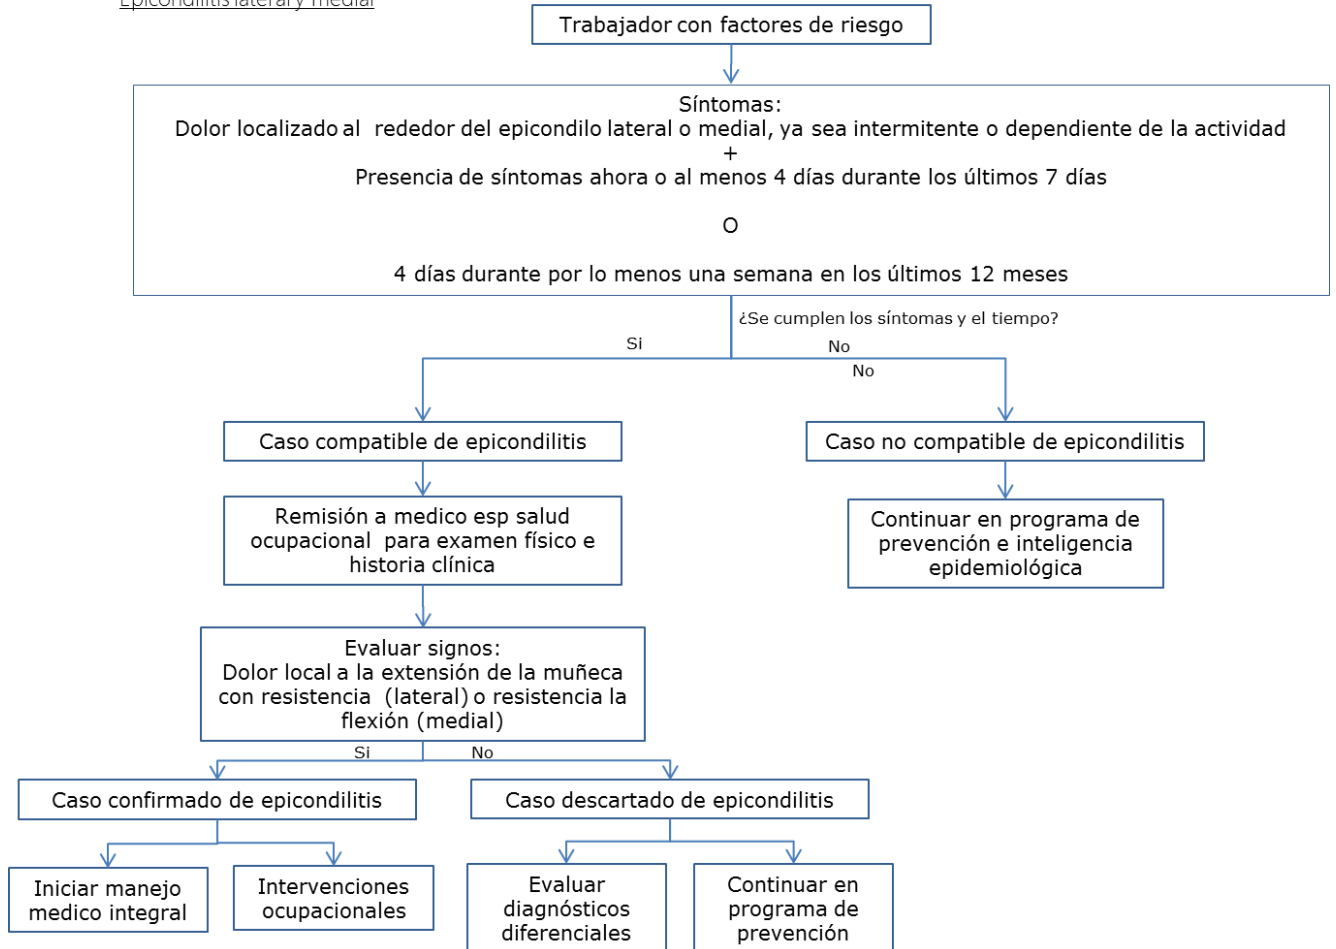 Epicondilitis lateral y medial
Trabajador con factores de riesgo
Síntomas:
Dolor localizado al rededor del epicondilo lateral o medial, ya sea intermitente o dependiente de la actividad
+
Presencia de síntomas ahora o al menos 4 días durante los últimos 7 días
O
4 días durante por lo menos una semana en los últimos 12 meses
¿Se cumplen los síntomas y el tiempo?
Si
No
No
Caso compatible de epicondilitis
Caso no compatible de epicondilitis
Remisión a medico esp salud
ocupacional para examen físico e
historia clínica
Continuar en programa de
prevención e inteligencia
epidemiológica
Evaluar signos:
Dolor local a la extensión de la muñeca
con resistencia (lateral) o resistencia la
flexión (medial)
Si
No
Caso confirmado de epicondilitis
Caso descartado de epicondilitis
Iniciar manejo
medico integral
Intervenciones
ocupacionales
Evaluar
diagnósticos
diferenciales
Continuar en
programa de
prevención